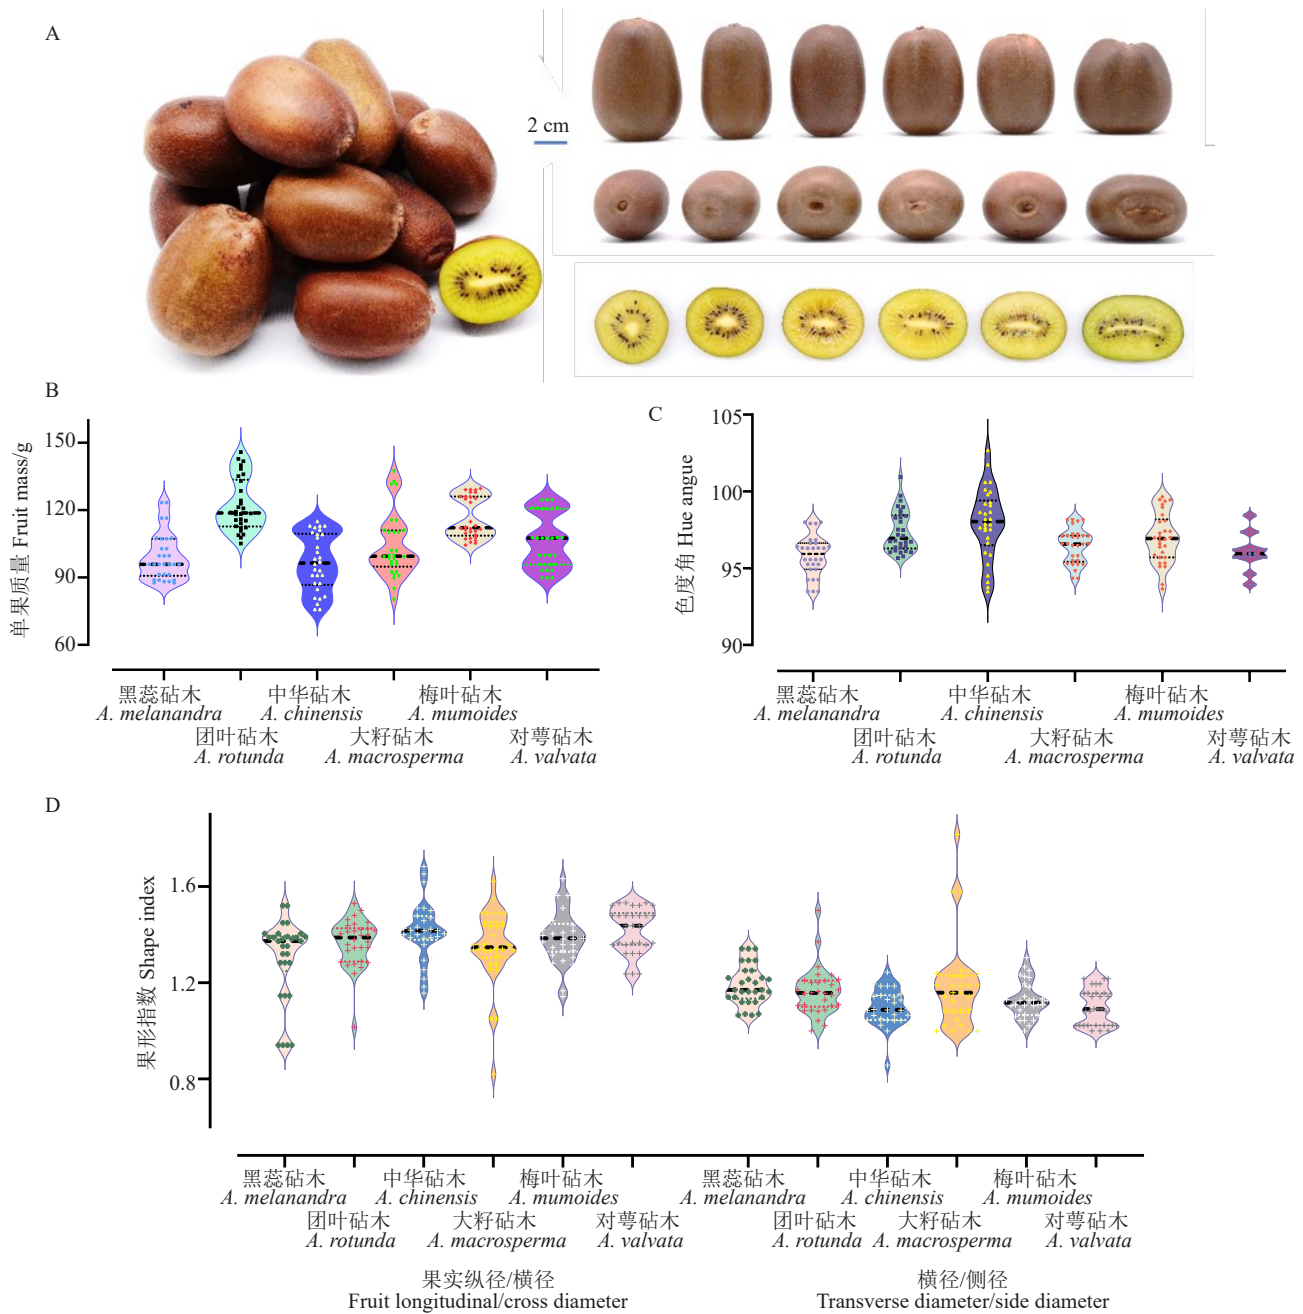 A
2 cm
B
单果质量 Fruit mass/g
150
120
90
60
黑蕊砧木
A. melanandra
团叶砧木
A. rotunda
中华砧木
A. chinensis
大籽砧木
A. macrosperma
梅叶砧木
A. mumoides
对萼砧木
A. valvata
C
色度角 Hue angue
105
100
95
90
黑蕊砧木
A. melanandra
团叶砧木
A. rotunda
中华砧木
A. chinensis
大籽砧木
A. macrosperma
梅叶砧木
A. mumoides
对萼砧木
A. valvata
D
果形指数 Shape index
1.6
1.2
0.8
黑蕊砧木
A. melanandra
团叶砧木
A. rotunda
中华砧木
A. chinensis
大籽砧木
A. macrosperma
梅叶砧木
A. mumoides
对萼砧木
A. valvata
果实纵径/横径
Fruit longitudinal/cross diameter
黑蕊砧木
A. melanandra
团叶砧木
A. rotunda
中华砧木
A. chinensis
大籽砧木
A. macrosperma
梅叶砧木
A. mumoides
对萼砧木
A. valvata
横径/侧径
Transverse diameter/side diameter